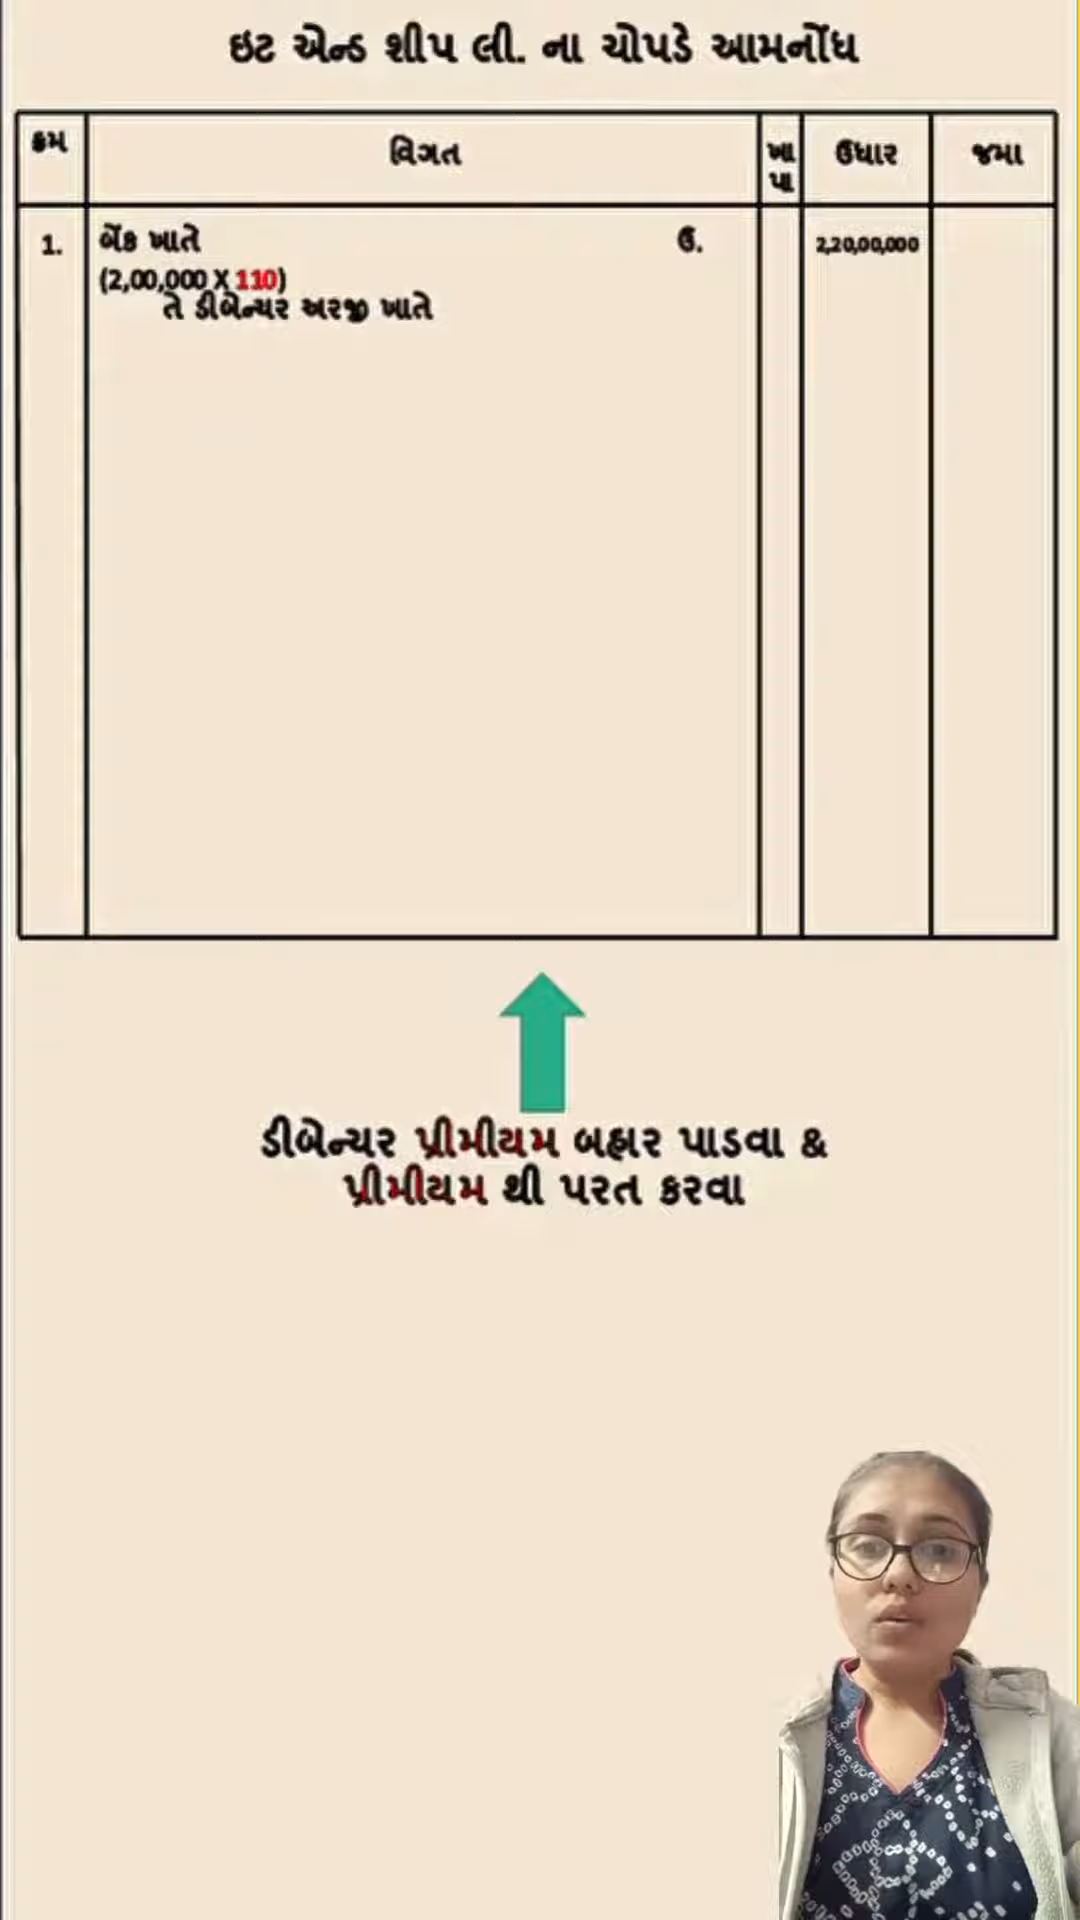 ઇટ એન્ડ શીપ લી. ના ચોપડે આમનોંધ
ક્રમ વિગત ખા પા ઉધાર જમા
1. બેંક ખાતે ઉ. 2,20,00,000
(2,00,000 X 110)
તે ડીબેન્ચર અરજી ખાતે
ડીબેન્ચર પ્રીમીયમ બહાર પાડવા &
પ્રીમીયમ થી પરત કરવા